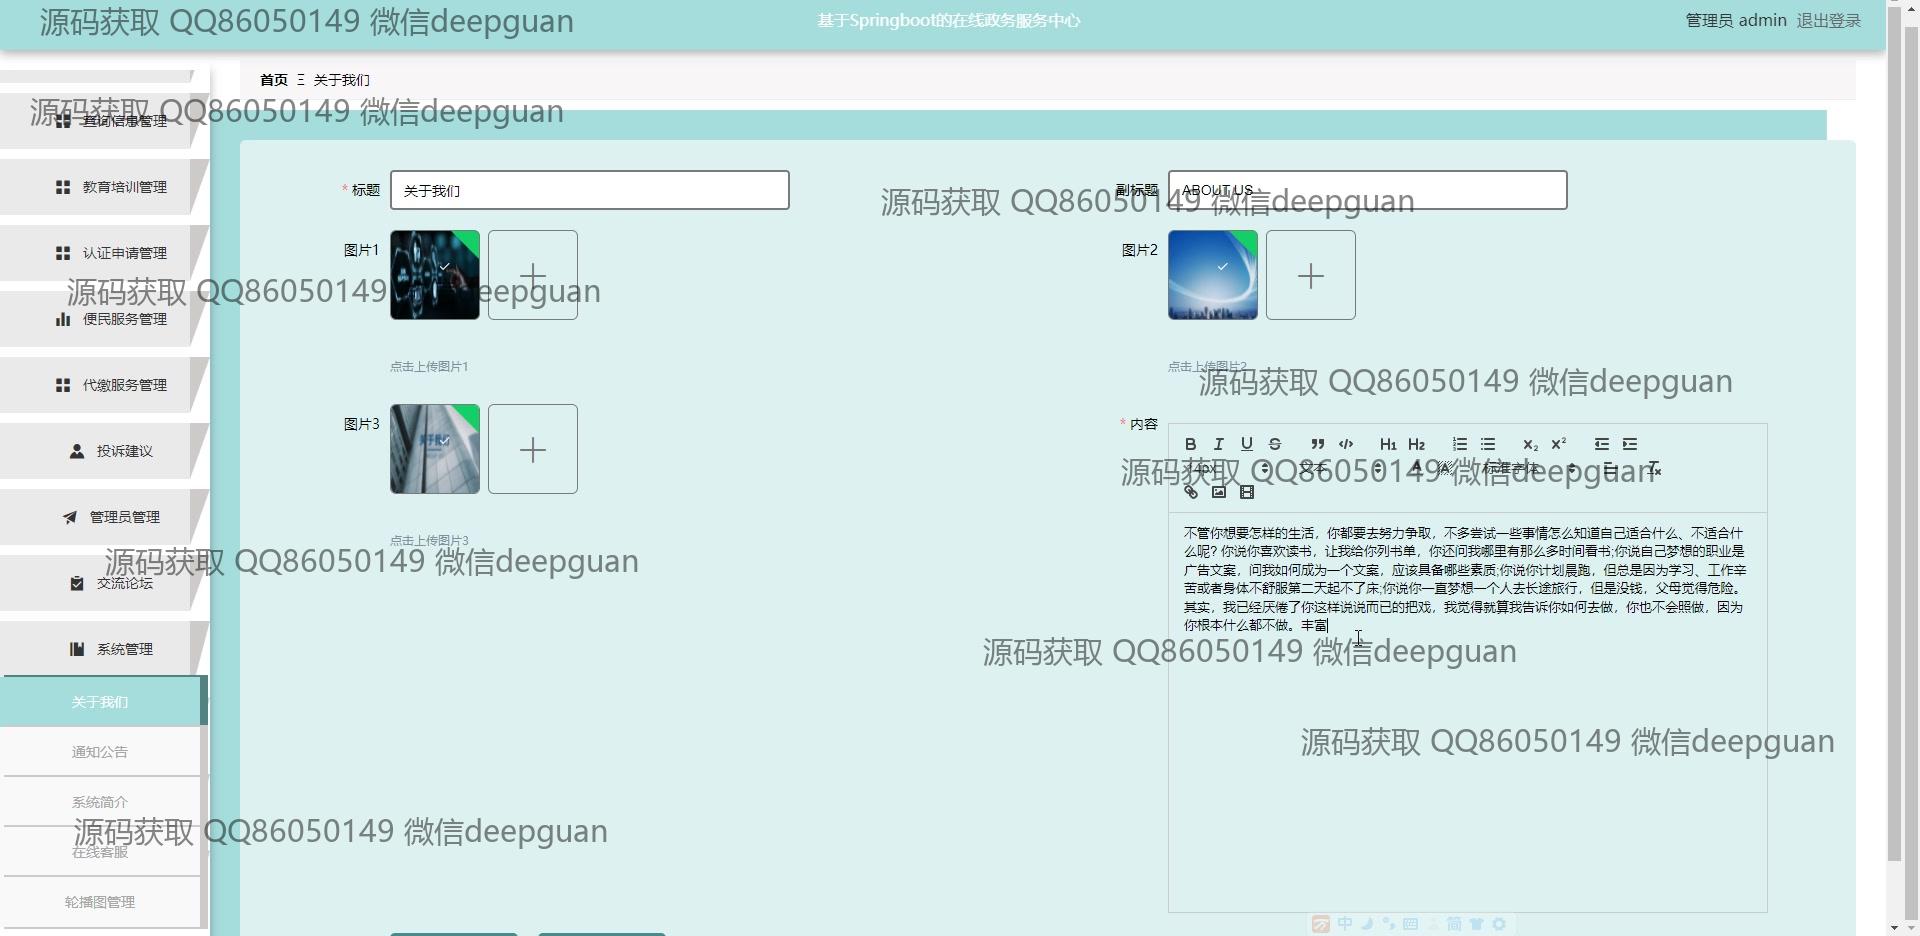 源码获取 QQ86050149 微信deepguan
基于Springboot的在线政务服务中心
管理员 admin 退出登录
首页 Ξ 关于我们
源码获取 QQ86050149 微信deepguan
查询信息管理
教育培训管理
认证申请管理
便民服务管理
代缴服务管理
投诉建议
管理员管理
交流论坛
系统管理
关于我们
通知公告
系统简介
在线客服
轮播图管理
* 标题 关于我们
副标题 ABOUT US
源码获取 QQ86050149 微信deepguan
图片1
图片2
源码获取 QQ86050149 eepguan
点击上传图片1
点击上传图片2
源码获取 QQ86050149 微信deepguan
图片3
关于我们
点击上传图片3
* 内容
B I U S H1 H2 X2 X2
14px 文本 A A 标准字体
源码获取 QQ86050149 微信deepguan
不管你想要怎样的生活，你都要去努力争取，不多尝试一些事情怎么知道自己适合什么、不适合什
么呢？你说你喜欢读书，让我给你列书单，你还问我哪里有那么多时间看书;你说自己梦想的职业是
广告文案，问我如何成为一个文案，应该具备哪些素质;你说你计划晨跑，但总是因为学习、工作辛
苦或者身体不舒服第二天起不了床;你说你一直梦想一个人去长途旅行，但是没钱，父母觉得危险。
其实，我已经厌倦了你这样说说而已的把戏，我觉得就算我告诉你如何去做，你也不会照做，因为
你根本什么都不做。丰富
源码获取 QQ86050149 微信deepguan
源码获取 QQ86050149 微信deepguan
源码获取 QQ86050149 微信deepguan
源码获取 QQ86050149 微信deepguan
中 简